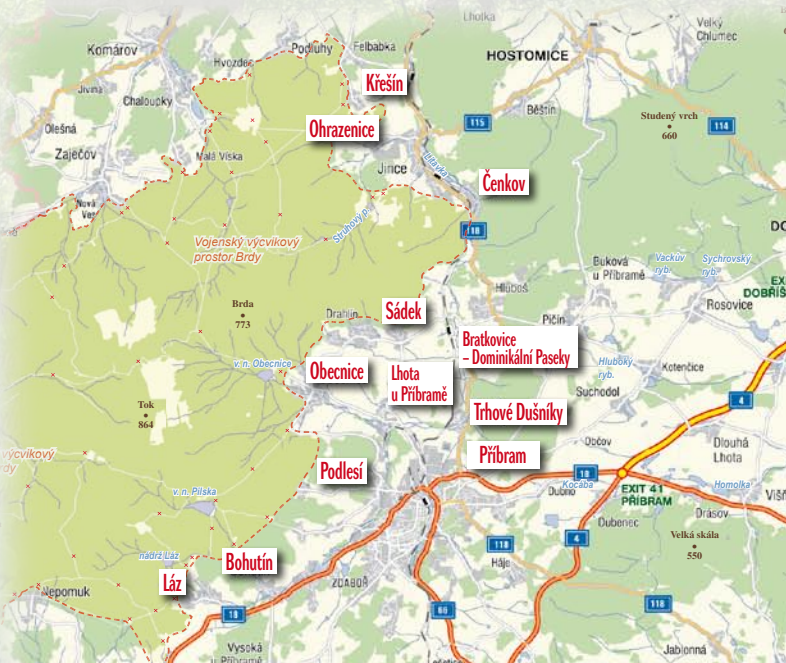 Lhotka
Velký
Chlumec
Komárov
Podluhy
Felbabka
HOSTOMICE
Hvozdec
Křešín
Jivina
Chaloupky
Běštín
Studený vrch
660
115
114
Olešná
Ohrazenice
Zaječov
Malá Víska
Jince
Litavka
Čenkov
Nová
Ves
Struhový p.
118
Vojenský výcvikový
prostor Brdy
Buková
u Příbramě
Vackův
ryb.
Sychrovský
ryb.
DOBŘÍŠ
Hluboš
Rosovice
Brda
773
Drahlín
Sádek
Pičín
Bratkovice
– Dominikální Paseky
v. n. Obecnice
Obecnice
Lhota
u Příbramě
Hluboký
ryb.
Kotenčice
Suchodol
4
Tok
864
Trhové Dušníky
Občov
Dlouhá
Lhota
Příbram
výcvikový
Podlesí
18
Kocába
Dubno
EXIT 41
PŘÍBRAM
Homolka
v. n. Pilska
Drásov
Dubenec
Velká skála
550
4
118
Háje
nádrž Láz
Bohutín
Láz
ZDABOŘ
Nepomuk
18
66
118
Vysoká
u Příbramě
Jablonná